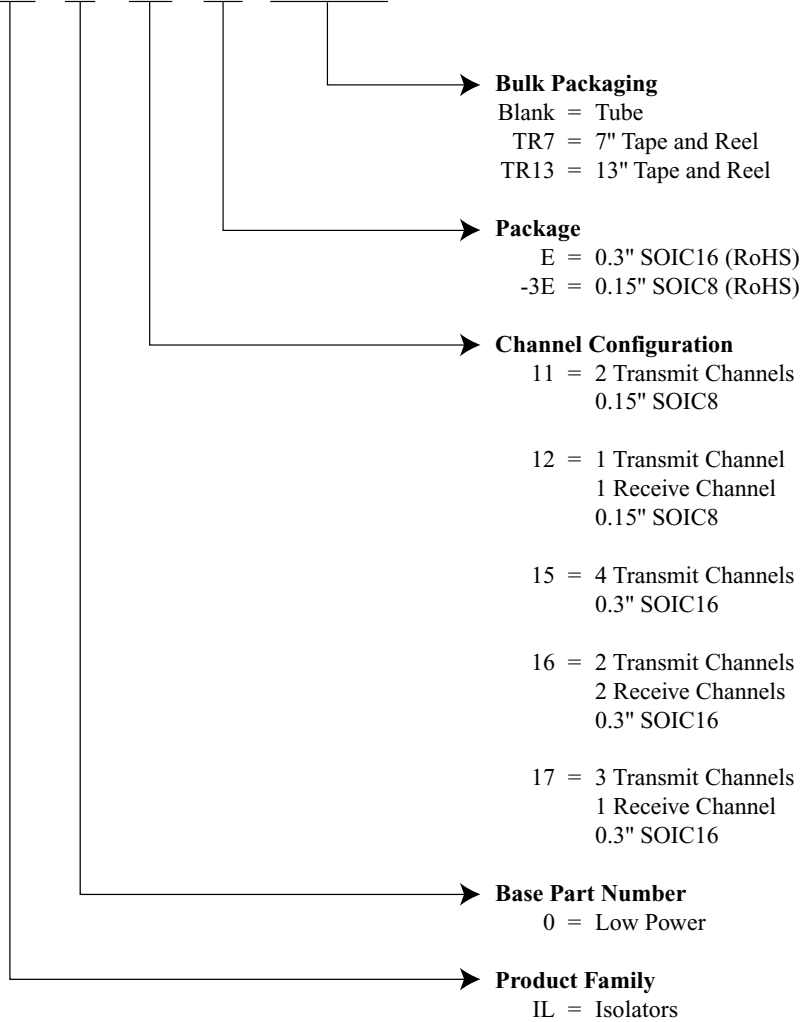 Bulk Packaging
Blank = Tube
TR7 = 7" Tape and Reel
TR13 = 13" Tape and Reel
Package
E = 0.3" SOIC16 (RoHS)
-3E = 0.15" SOIC8 (RoHS)
Channel Configuration
11 = 2 Transmit Channels
0.15" SOIC8
12 = 1 Transmit Channel
1 Receive Channel
0.15" SOIC8
15 = 4 Transmit Channels
0.3" SOIC16
16 = 2 Transmit Channels
2 Receive Channels
0.3" SOIC16
17 = 3 Transmit Channels
1 Receive Channel
0.3" SOIC16
Base Part Number
0 = Low Power
Product Family
IL = Isolators